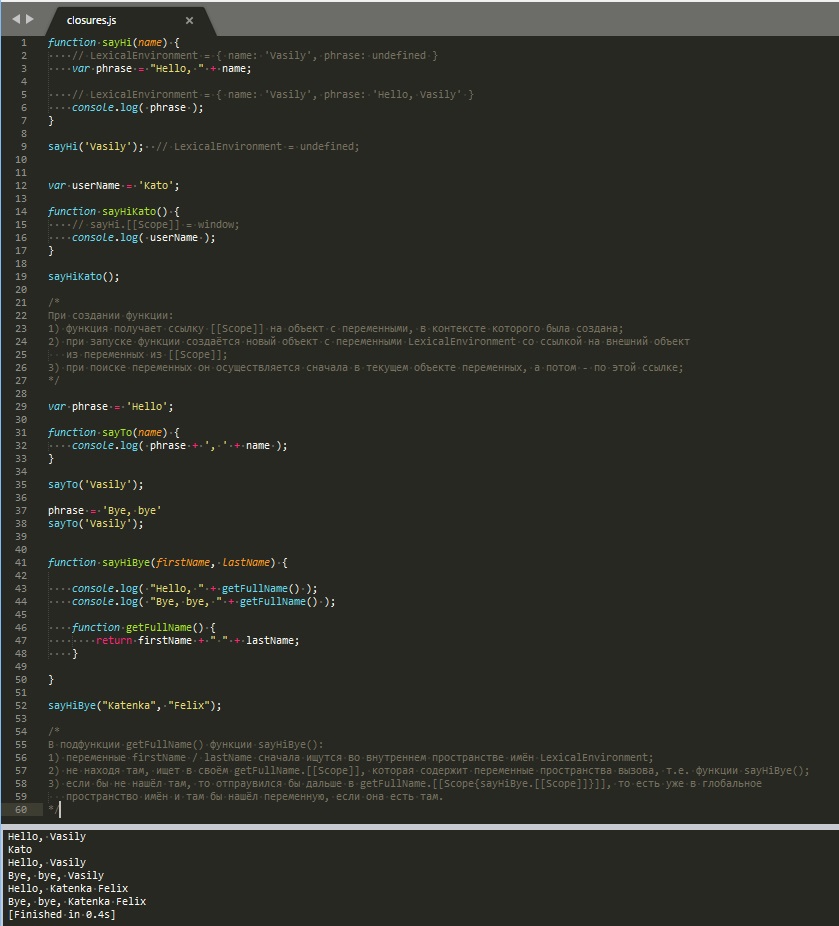 closures.js ×
1 function sayHi(name) {
2     // LexicalEnvironment = { name: 'Vasily', phrase: undefined }
3     var phrase = "Hello, " + name;
4
5     // LexicalEnvironment = { name: 'Vasily', phrase: 'Hello, Vasily' }
6     console.log( phrase );
7 }
8
9 sayHi('Vasily');  // LexicalEnvironment = undefined;
10
11
12 var userName = 'Kato';
13
14 function sayHiKato() {
15     // sayHi.[[Scope]] = window;
16     console.log( userName );
17 }
18
19 sayHiKato();
20
21 /*
22 При создании функции:
23 1) функция получает ссылку [[Scope]] на объект с переменными, в контексте которого была создана;
24 2) при запуске функции создаётся новый объект с переменными LexicalEnvironment со ссылкой на внешний объект
25    из переменных из [[Scope]];
26 3) при поиске переменных он осуществляется сначала в текущем объекте переменных, а потом - по этой ссылке;
27 */
28
29 var phrase = 'Hello';
30
31 function sayTo(name) {
32     console.log( phrase + ', ' + name );
33 }
34
35 sayTo('Vasily');
36
37 phrase = 'Bye, bye'
38 sayTo('Vasily');
39
40
41 function sayHiBye(firstName, lastName) {
42
43     console.log( "Hello, " + getFullName() );
44     console.log( "Bye, bye, " + getFullName() );
45
46     function getFullName() {
47         return firstName + " " + lastName;
48     }
49
50 }
51
52 sayHiBye("Katenka", "Felix");
53
54 /*
55 В подфункции getFullName() функции sayHiBye():
56 1) переменные firstName / lastName сначала ищутся во внутреннем пространстве имён LexicalEnvironment;
57 2) не находя там, ищет в своём getFullName.[[Scope]], которая содержит переменные пространства вызова, т.е. функции sayHiBye();
58 3) если бы не нашёл там, то отпраувился бы дальше в getFullName.[[Scope{sayHiBye.[[Scope]]}]], то есть уже в глобальное
59    пространство имён и там бы нашёл переменную, если она есть там.
60 */
Hello, Vasily
Kato
Hello, Vasily
Bye, bye, Vasily
Hello, Katenka Felix
Bye, bye, Katenka Felix
[Finished in 0.4s]